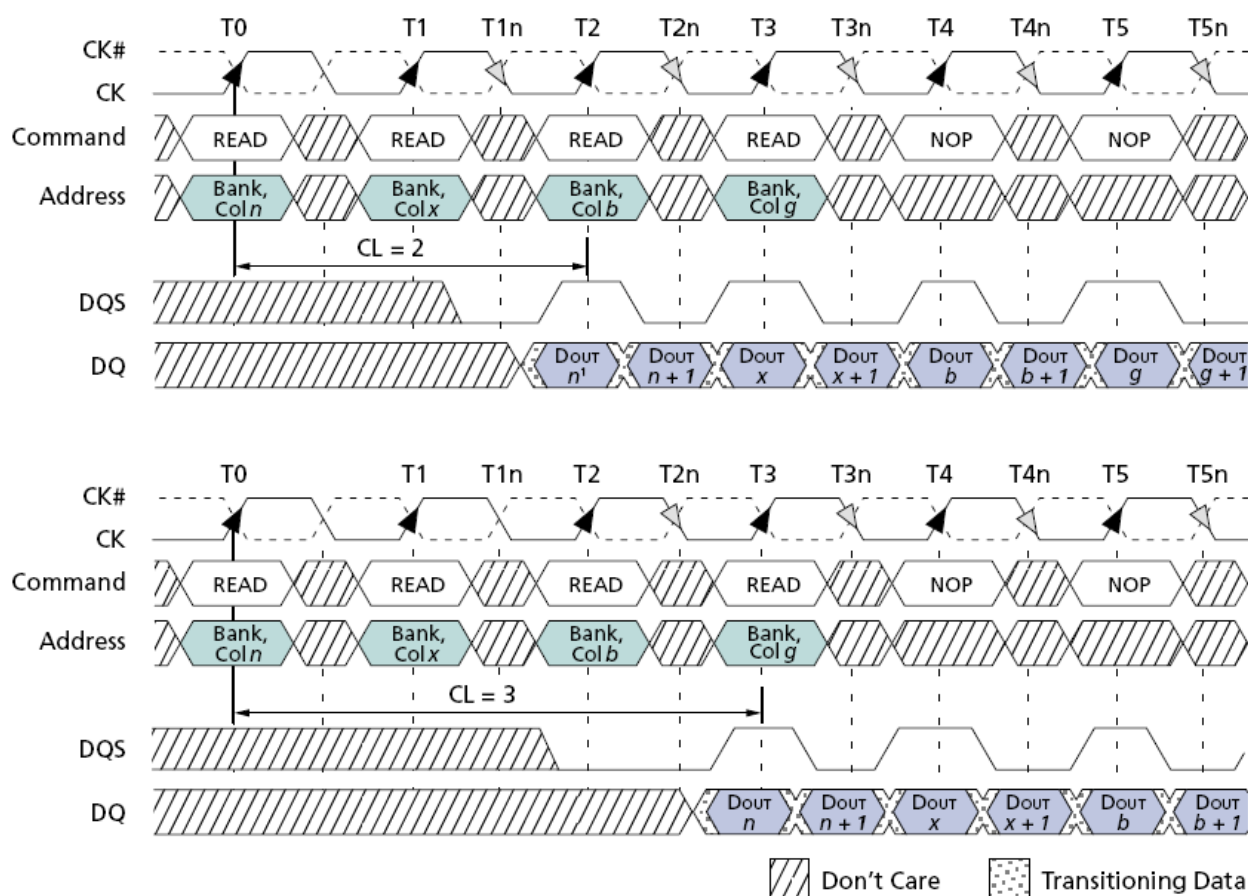 T0 T1 T1n T2 T2n T3 T3n T4 T4n T5 T5n
CK#
CK
Command READ READ READ READ NOP NOP
Address Bank, Col n Bank, Col x Bank, Col b Bank, Col g
CL = 2
DQS
DQ DOUT n¹ DOUT n + 1 DOUT x DOUT x + 1 DOUT b DOUT b + 1 DOUT g DOUT g + 1
T0 T1 T1n T2 T2n T3 T3n T4 T4n T5 T5n
CK#
CK
Command READ READ READ READ NOP NOP
Address Bank, Col n Bank, Col x Bank, Col b Bank, Col g
CL = 3
DQS
DQ DOUT n DOUT n + 1 DOUT x DOUT x + 1 DOUT b DOUT b + 1
Don't Care Transitioning Data